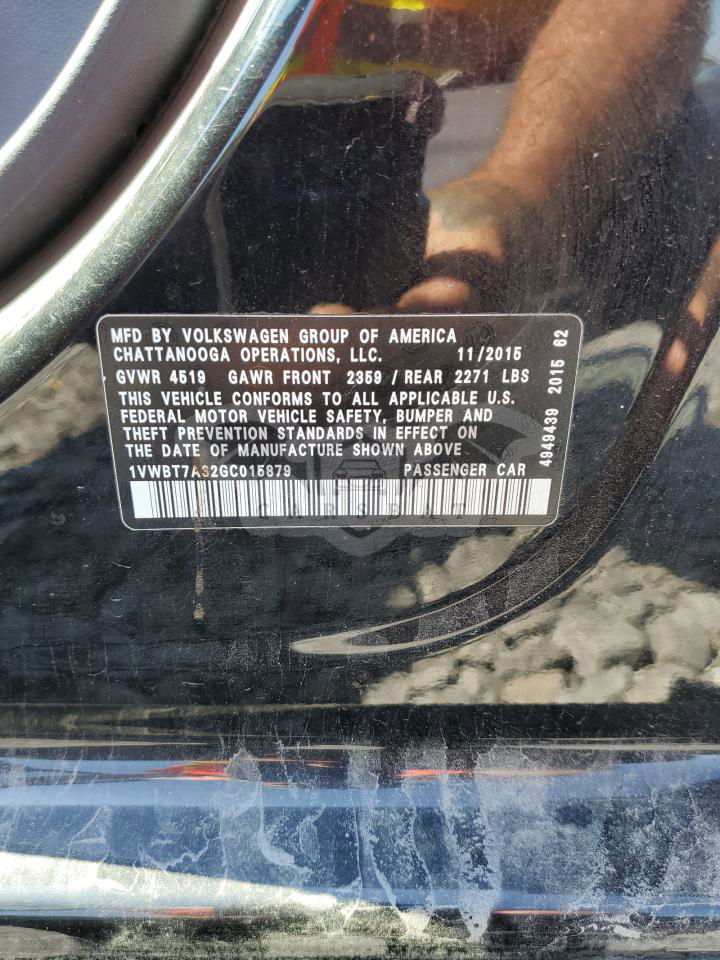 MFD BY VOLKSWAGEN GROUP OF AMERICA
CHATTANOOGA OPERATIONS, LLC. 11/2015
GVWR 4519 GAWR FRONT 2359 / REAR 2271 LBS
THIS VEHICLE CONFORMS TO ALL APPLICABLE U.S.
FEDERAL MOTOR VEHICLE SAFETY, BUMPER AND
THEFT PREVENTION STANDARDS IN EFFECT ON
THE DATE OF MANUFACTURE SHOWN ABOVE
1VWBT7A32GC015879 PASSENGER CAR
4949439 2015 62